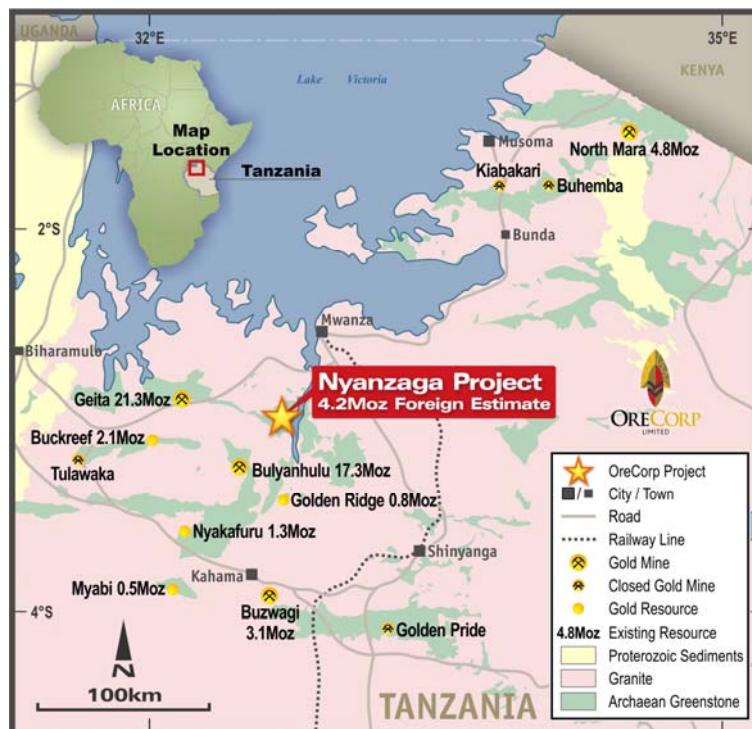 UGANDA
32°E
35°E
KENYA
Lake Victoria
AFRICA
Map
Location
Tanzania
Musoma
North Mara 4.8Moz
Kiabakari
Buhemba
2°S
Bunda
Mwanza
Biharamulo
Nyanzaga Project
4.2Moz Foreign Estimate
ORECORP
LIMITED
Geita 21.3Moz
Buckreef 2.1Moz
Tulawaka
Bulyanhulu 17.3Moz
Golden Ridge 0.8Moz
Nyakafuru 1.3Moz
Shinyanga
Kahama
Myabi 0.5Moz
4°S
Buzwagi
3.1Moz
Golden Pride
N
100km
TANZANIA
OreCorp Project
/ City / Town
Road
Railway Line
Gold Mine
Closed Gold Mine
Gold Resource
4.8Moz Existing Resource
Proterozoic Sediments
Granite
Archaean Greenstone